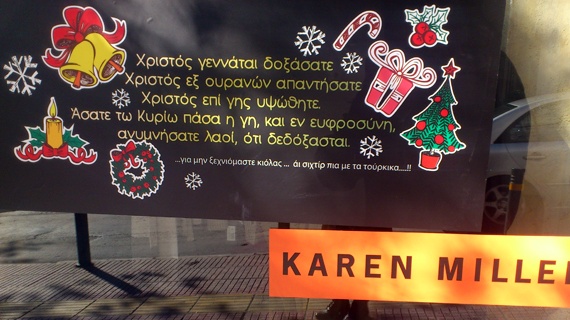 Χριστός γεννάται δοξάσατε
Χριστός εξ ουρανών απαντήσατε
Χριστός επί γης υψώθητε.
Άσατε τω Κυρίω πάσα η γη, και εν ευφροσύνη,
ανυμνήσατε λαοί, ότι δεδόξασται.
...για μην ξεχνιόμαστε κιόλας ... άι σιχτίρ πια με τα τούρκικα....!!
KAREN MILLE